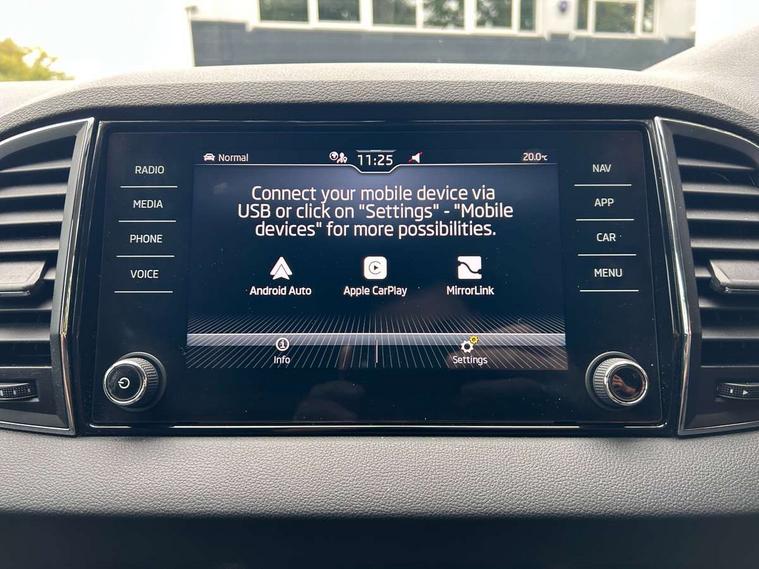 Normal
11:25
20.0°C
RADIO
MEDIA
PHONE
VOICE
Connect your mobile device via
USB or click on "Settings" - "Mobile
devices" for more possibilities.
Android Auto
Apple CarPlay
MirrorLink
Info
Settings
NAV
APP
CAR
MENU